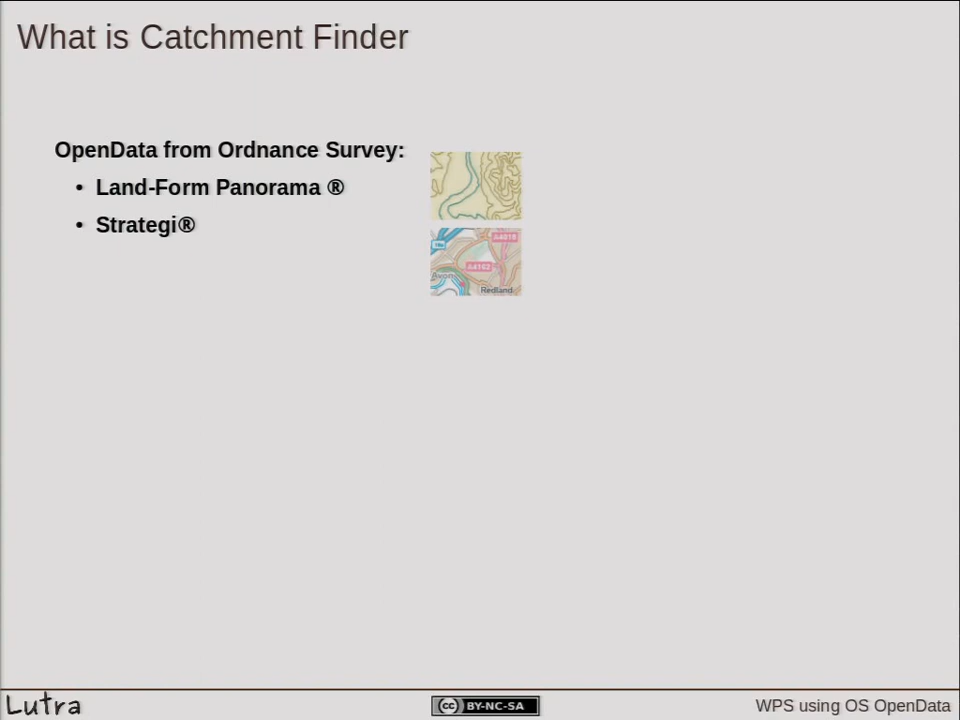 What is Catchment Finder
OpenData from Ordnance Survey:
• Land-Form Panorama ®
• Strategi®
A4018
A4162
Avon
Redland
Lutra
cc BY-NC-SA
WPS using OS OpenData